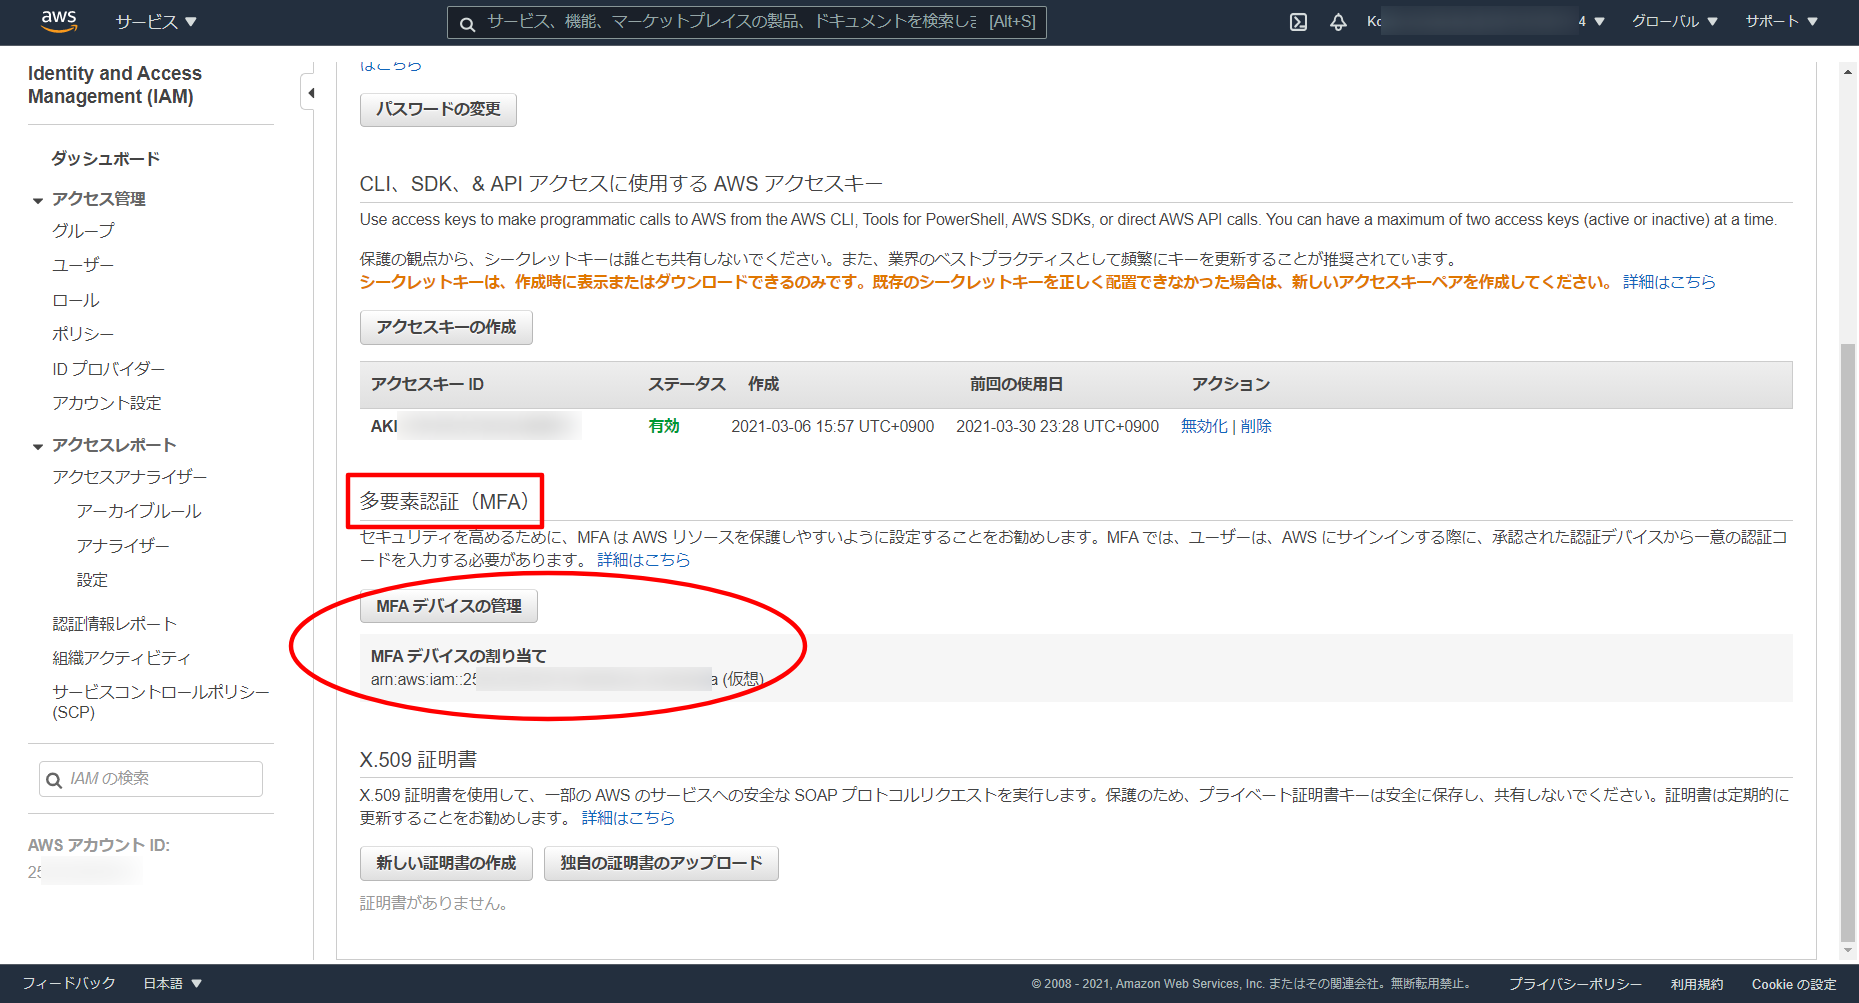 aws
サービス
サービス、機能、マーケットプレイスの製品、ドキュメントを検索しま [Alt+S]
グローバル
サポート
Identity and Access
Management (IAM)
ダッシュボード
アクセス管理
グループ
ユーザー
ロール
ポリシー
ID プロバイダー
アカウント設定
アクセスレポート
アクセスアナライザー
アーカイブルール
アナライザー
設定
認証情報レポート
組織アクティビティ
サービスコントロールポリシー
(SCP)
IAM の検索
AWS アカウント ID:
25
はこちら
パスワードの変更
CLI、SDK、& API アクセスに使用する AWS アクセスキー
Use access keys to make programmatic calls to AWS from the AWS CLI, Tools for PowerShell, AWS SDKs, or direct AWS API calls. You can have a maximum of two access keys (active or inactive) at a time.
保護の観点から、シークレットキーは誰とも共有しないでください。また、業界のベストプラクティスとして頻繁にキーを更新することが推奨されています。
シークレットキーは、作成時に表示またはダウンロードできるのみです。既存のシークレットキーを正しく配置できなかった場合は、新しいアクセスキーペアを作成してください。 詳細はこちら
アクセスキーの作成
アクセスキー ID ステータス 作成 前回の使用日 アクション
AKI 有効 2021-03-06 15:57 UTC+0900 2021-03-30 23:28 UTC+0900 無効化 | 削除
多要素認証（MFA）
セキュリティを高めるために、MFA は AWS リソースを保護しやすいように設定することをお勧めします。MFA では、ユーザーは、AWS にサインインする際に、承認された認証デバイスから一意の認証コ
ードを入力する必要があります。 詳細はこちら
MFA デバイスの管理
MFA デバイスの割り当て
arn:aws:iam::25 a (仮想)
X.509 証明書
X.509 証明書を使用して、一部の AWS のサービスへの安全な SOAP プロトコルリクエストを実行します。保護のため、プライベート証明書キーは安全に保存し、共有しないでください。証明書は定期的に
更新することをお勧めします。 詳細はこちら
新しい証明書の作成 独自の証明書のアップロード
証明書がありません。
フィードバック 日本語 © 2008 - 2021, Amazon Web Services, Inc. またはその関連会社。無断転用禁止。 プライバシーポリシー 利用規約 Cookie の設定